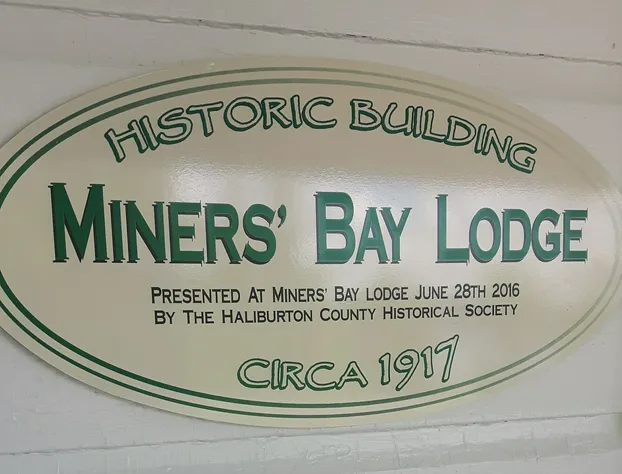 HISTORIC BUILDING
MINERS' BAY LODGE
PRESENTED AT MINERS' BAY LODGE JUNE 28TH 2016
BY THE HALIBURTON COUNTY HISTORICAL SOCIETY
CIRCA 1917